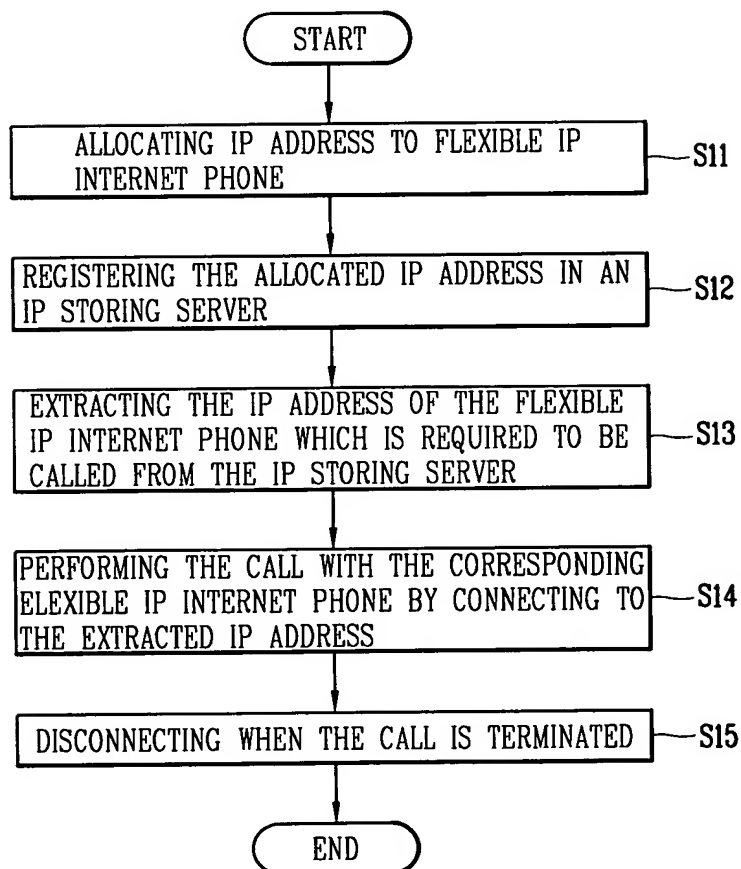 START
ALLOCATING IP ADDRESS TO FLEXIBLE IP
INTERNET PHONE
S11
REGISTERING THE ALLOCATED IP ADDRESS IN AN
IP STORING SERVER
S12
EXTRACTING THE IP ADDRESS OF THE FLEXIBLE
IP INTERNET PHONE WHICH IS REQUIRED TO BE
CALLED FROM THE IP STORING SERVER
S13
PERFORMING THE CALL WITH THE CORRESPONDING
ELEXIBLE IP INTERNET PHONE BY CONNECTING TO
THE EXTRACTED IP ADDRESS
S14
DISCONNECTING WHEN THE CALL IS TERMINATED
S15
END